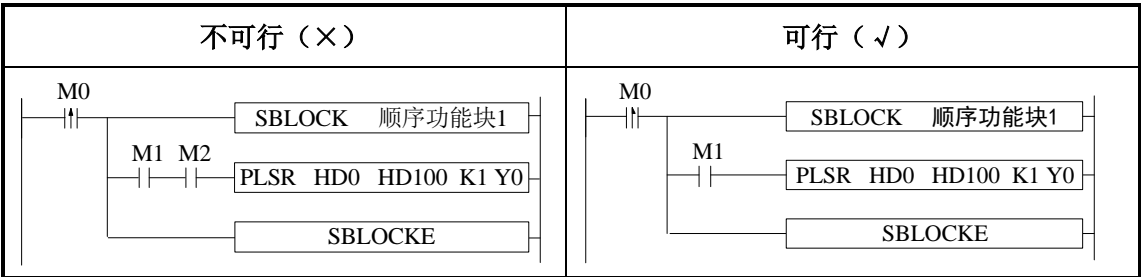 不可行（×）
可行（√）
M0
SBLOCK 顺序功能块1
M1 M2
PLSR HD0 HD100 K1 Y0
SBLOCKE
M0
SBLOCK 顺序功能块1
M1
PLSR HD0 HD100 K1 Y0
SBLOCKE